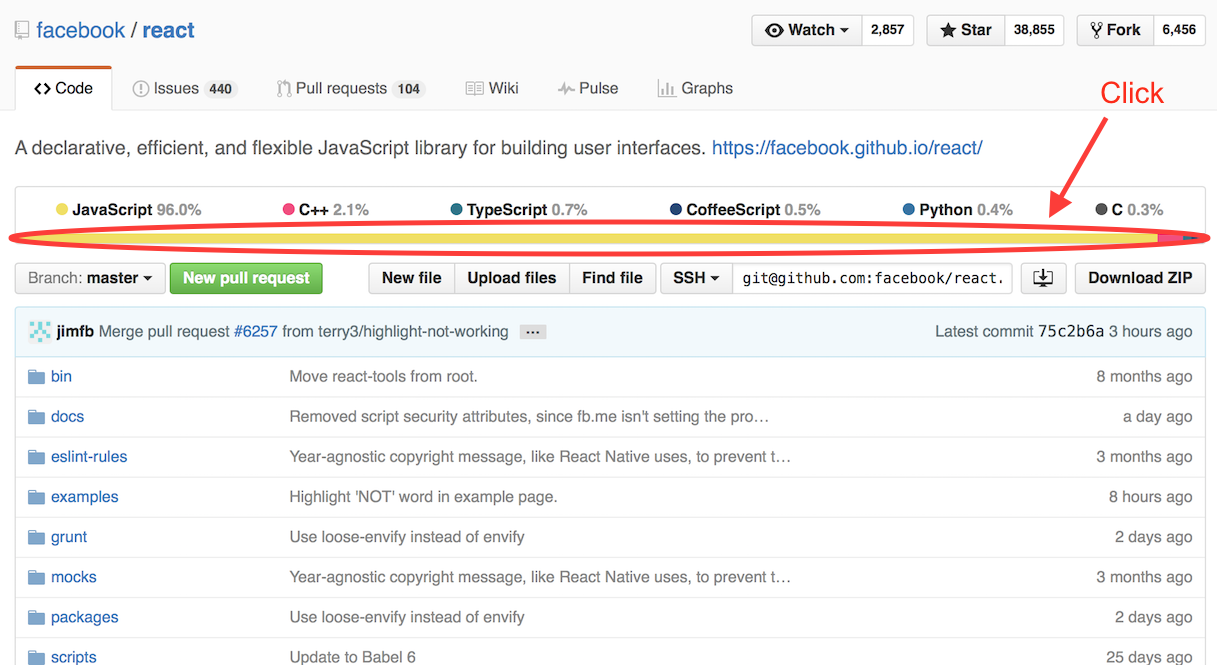 facebook / react Watch 2,857 Star 38,855 Fork 6,456
Code Issues 440 Pull requests 104 Wiki Pulse Graphs
Click
A declarative, efficient, and flexible JavaScript library for building user interfaces. https://facebook.github.io/react/
JavaScript 96.0% C++ 2.1% TypeScript 0.7% CoffeeScript 0.5% Python 0.4% C 0.3%
Branch: master New pull request New file Upload files Find file SSH git@github.com:facebook/react. Download ZIP
jimfb Merge pull request #6257 from terry3/highlight-not-working … Latest commit 75c2b6a 3 hours ago
bin Move react-tools from root. 8 months ago
docs Removed script security attributes, since fb.me isn't setting the pro… a day ago
eslint-rules Year-agnostic copyright message, like React Native uses, to prevent t… 3 months ago
examples Highlight 'NOT' word in example page. 8 hours ago
grunt Use loose-envify instead of envify 2 days ago
mocks Year-agnostic copyright message, like React Native uses, to prevent t… 3 months ago
packages Use loose-envify instead of envify 2 days ago
scripts Update to Babel 6 25 days ago